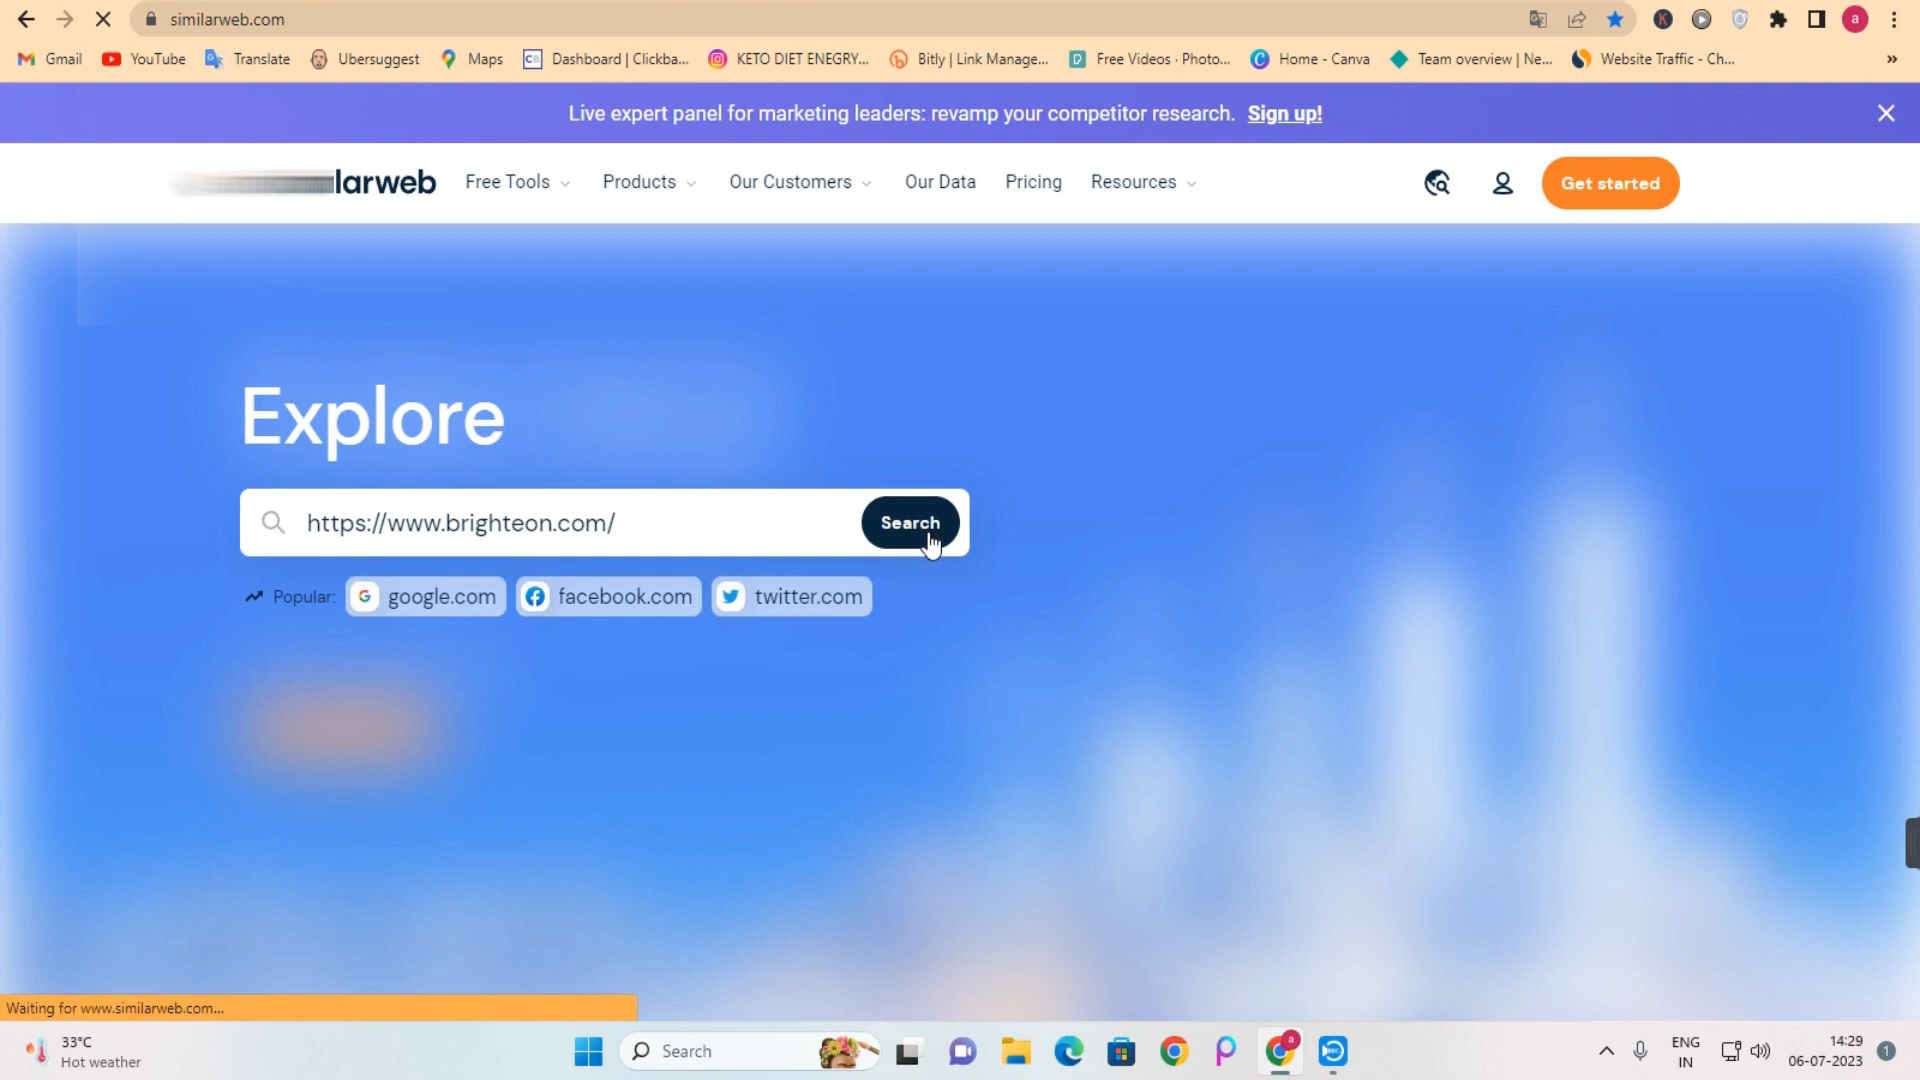 similarweb.com
a
Gmail
YouTube
Translate
Ubersuggest
Maps
CB
Dashboard | Clickba...
KETO DIET ENEGRY...
Bitly | Link Manage...
Free Videos · Photo...
Home - Canva
Team overview | Ne...
Website Traffic - Ch...
»
Live expert panel for marketing leaders: revamp your competitor research. Sign up!
larweb
Free Tools
Products
Our Customers
Our Data
Pricing
Resources
Get started
Explore
https://www.brighteon.com/
Search
Popular:
google.com
facebook.com
twitter.com
Waiting for www.similarweb.com...
33°C
Hot weather
Search
a
ENG
IN
14:29
06-07-2023
1